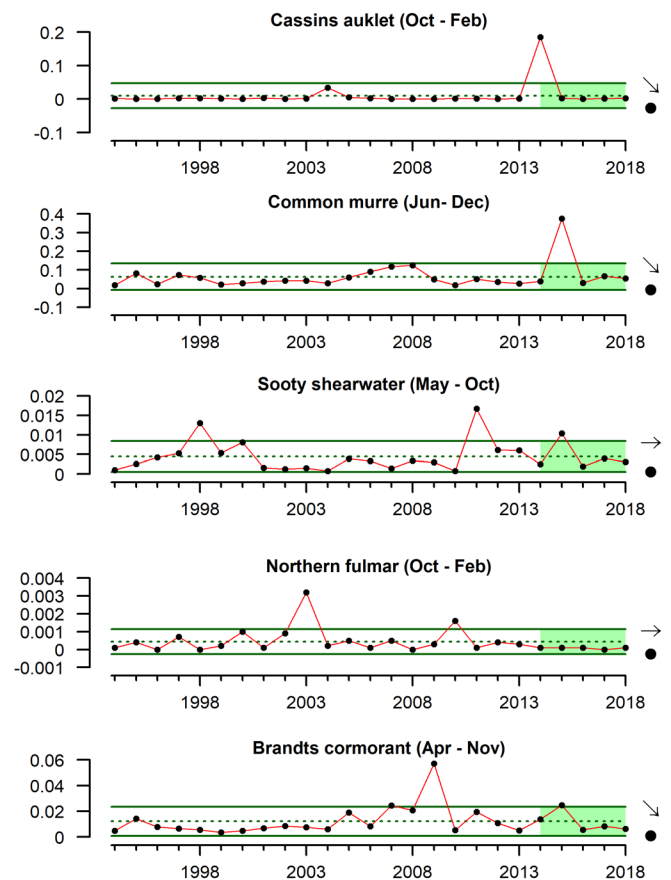 Cassins auklet (Oct - Feb)
0.2
0.1
0
-0.1
1998 2003 2008 2013 2018
Common murre (Jun- Dec)
0.4
0.3
0.2
0.1
0
-0.1
1998 2003 2008 2013 2018
Sooty shearwater (May - Oct)
0.02
0.015
0.01
0.005
0
1998 2003 2008 2013 2018
Northern fulmar (Oct - Feb)
0.004
0.003
0.002
0.001
0
-0.001
1998 2003 2008 2013 2018
Brandts cormorant (Apr - Nov)
0.06
0.04
0.02
0
1998 2003 2008 2013 2018